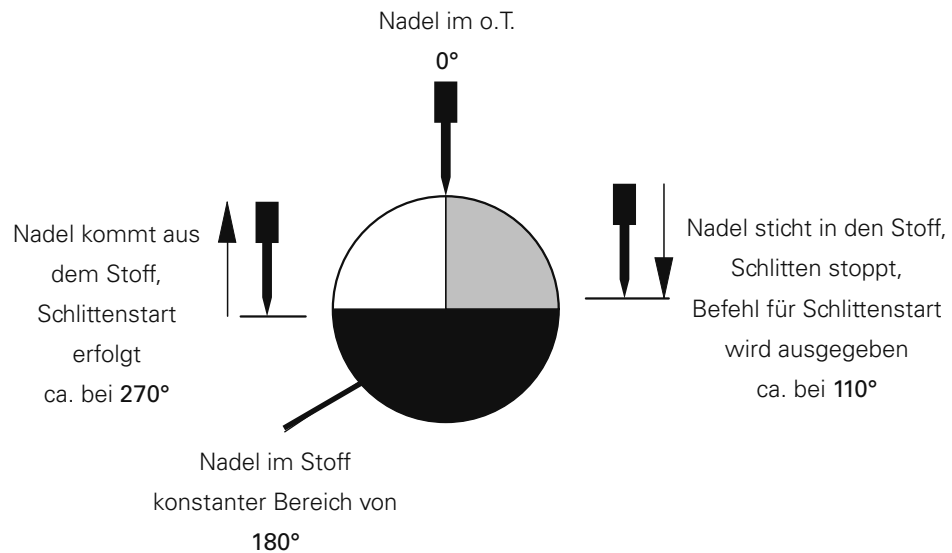 Nadel im o.T.
0°
Nadel kommt aus
dem Stoff,
Schlittenstart
erfolgt
ca. bei 270°
Nadel sticht in den Stoff,
Schlitten stoppt,
Befehl für Schlittenstart
wird ausgegeben
ca. bei 110°
Nadel im Stoff
konstanter Bereich von
180°